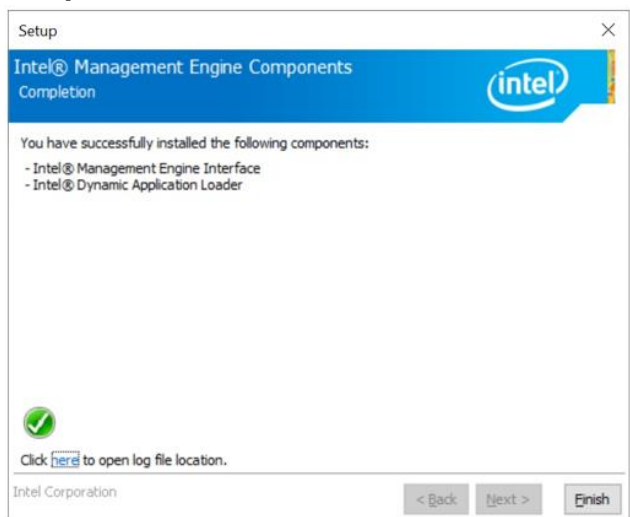 Setup
Intel® Management Engine Components
Completion
intel
You have successfully installed the following components:
- Intel® Management Engine Interface
- Intel® Dynamic Application Loader
Click here to open log file location.
Intel Corporation
< Back Next > Finish